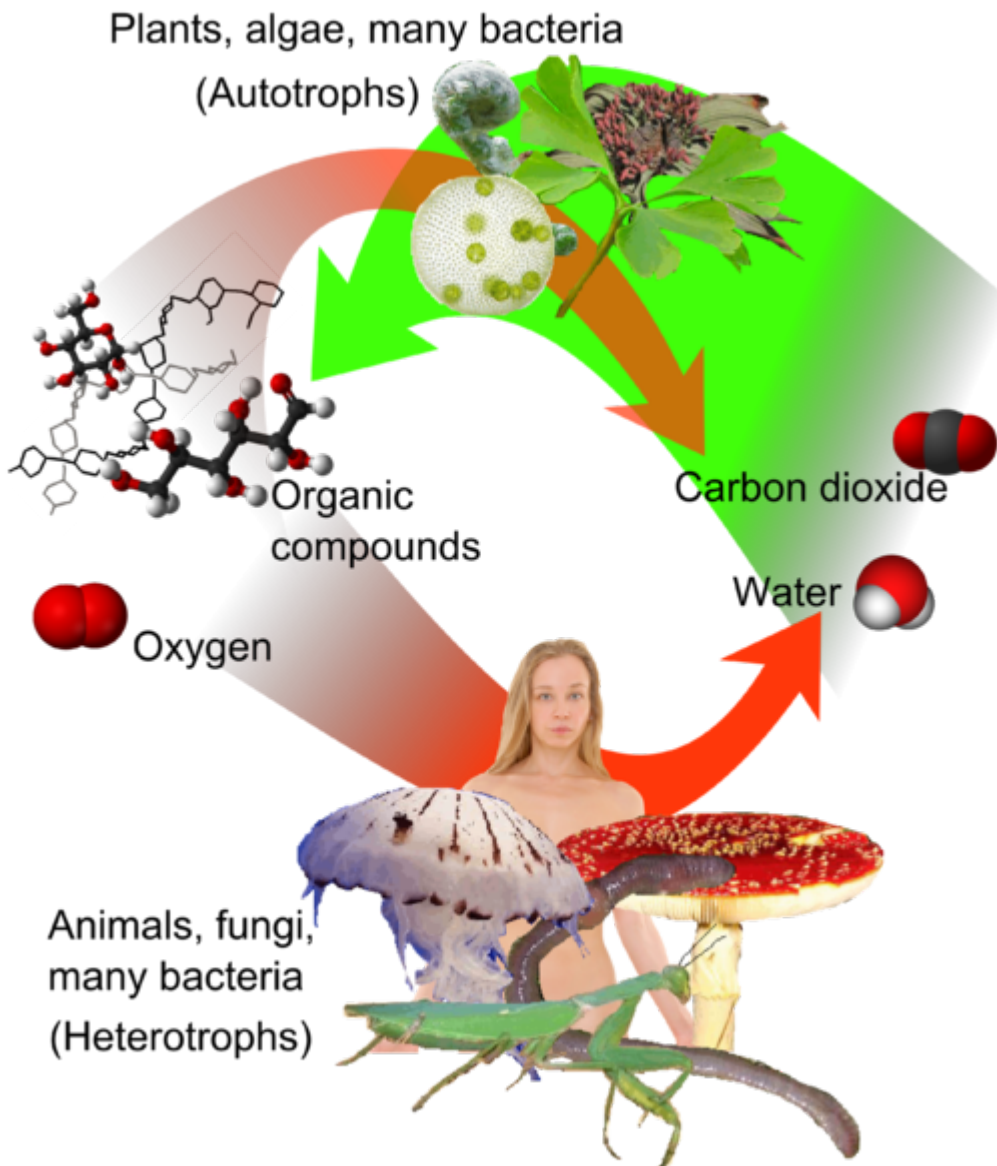 Plants, algae, many bacteria
(Autotrophs)
Organic
compounds
Oxygen
Carbon dioxide
Water
Animals, fungi,
many bacteria
(Heterotrophs)